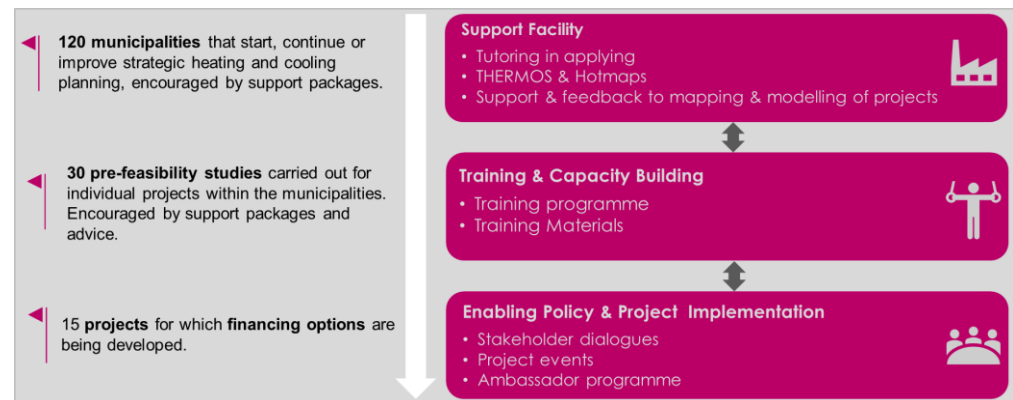 120 municipalities that start, continue or
improve strategic heating and cooling
planning, encouraged by support packages.
30 pre-feasibility studies carried out for
individual projects within the municipalities.
Encouraged by support packages and
advice.
15 projects for which financing options are
being developed.
Support Facility
• Tutoring in applying
• THERMOS & Hotmaps
• Support & feedback to mapping & modelling of projects
Training & Capacity Building
• Training programme
• Training Materials
Enabling Policy & Project Implementation
• Stakeholder dialogues
• Project events
• Ambassador programme